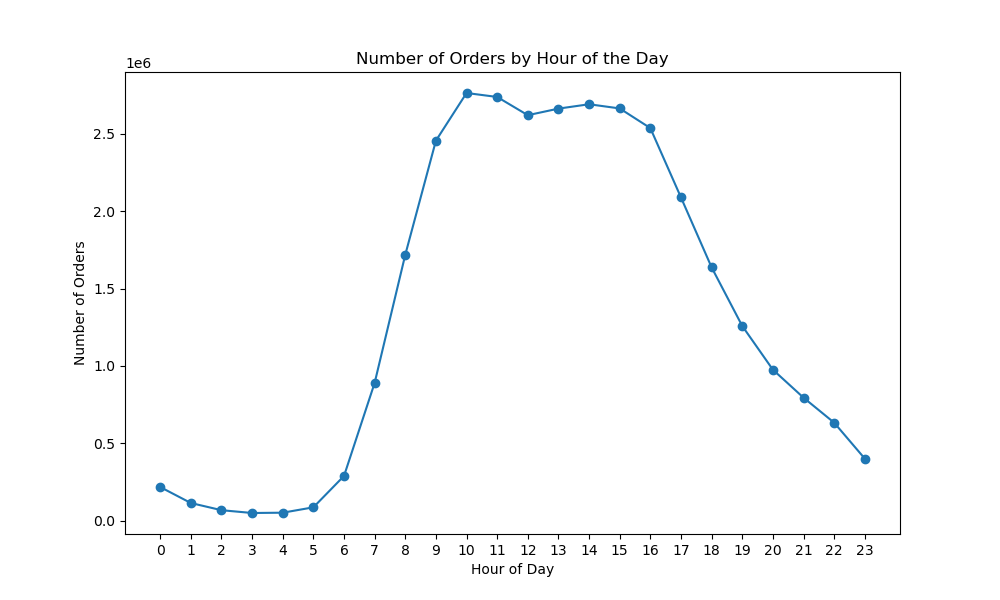 Number of Orders by Hour of the Day
1e6
2.5
2.0
1.5
1.0
0.5
0.0
Number of Orders
0 1 2 3 4 5 6 7 8 9 10 11 12 13 14 15 16 17 18 19 20 21 22 23
Hour of Day